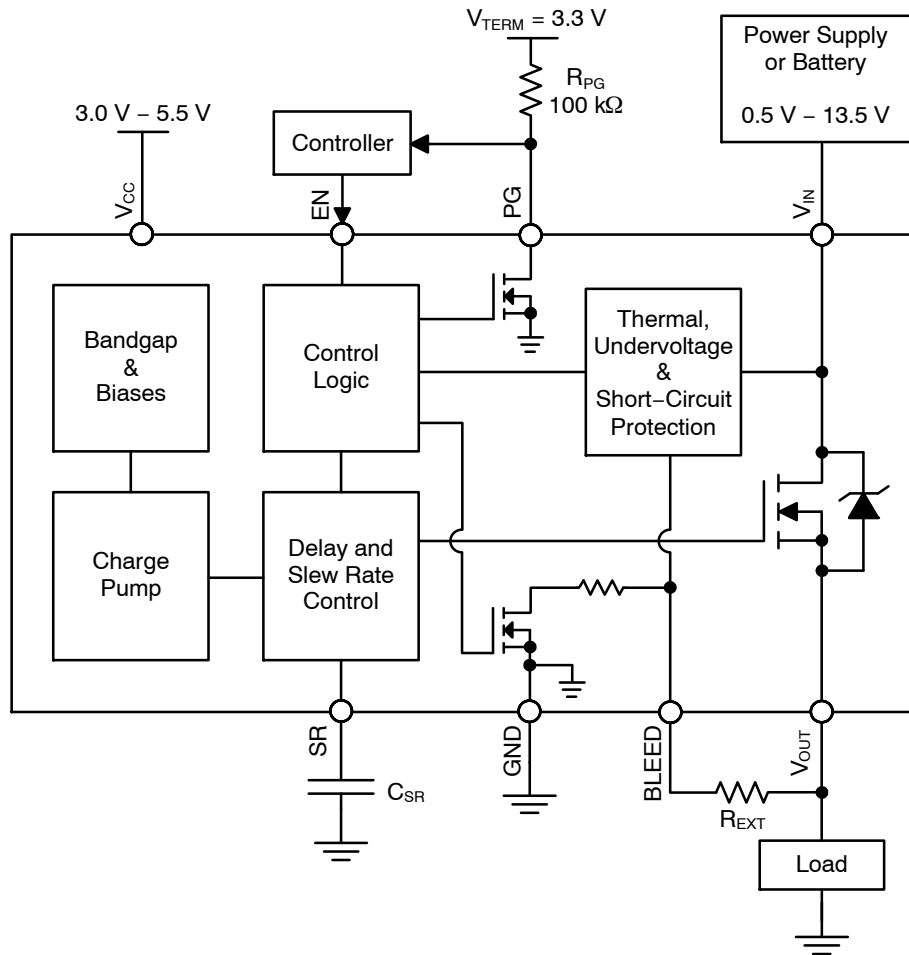 V_TERM = 3.3 V
Power Supply
or Battery
0.5 V – 13.5 V
R_PG
100 kΩ
3.0 V – 5.5 V
Controller
V_CC
EN
PG
V_IN
Bandgap
&
Biases
Control
Logic
Thermal,
Undervoltage
&
Short−Circuit
Protection
Charge
Pump
Delay and
Slew Rate
Control
SR
GND
BLEED
V_OUT
C_SR
R_EXT
Load